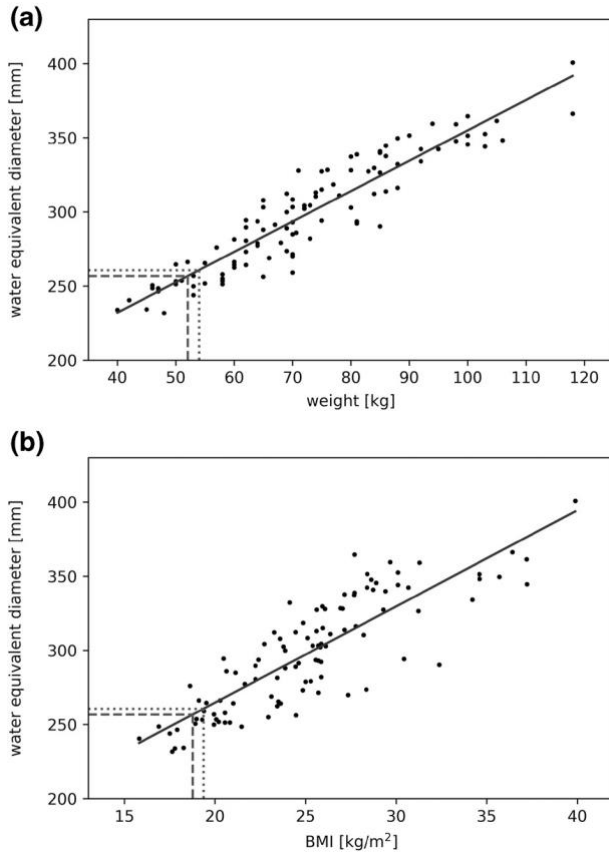 (a)
400
350
300
250
200
water equivalent diameter [mm]
40 50 60 70 80 90 100 110 120
weight [kg]
(b)
400
350
300
250
200
water equivalent diameter [mm]
15 20 25 30 35 40
BMI [kg/m²]